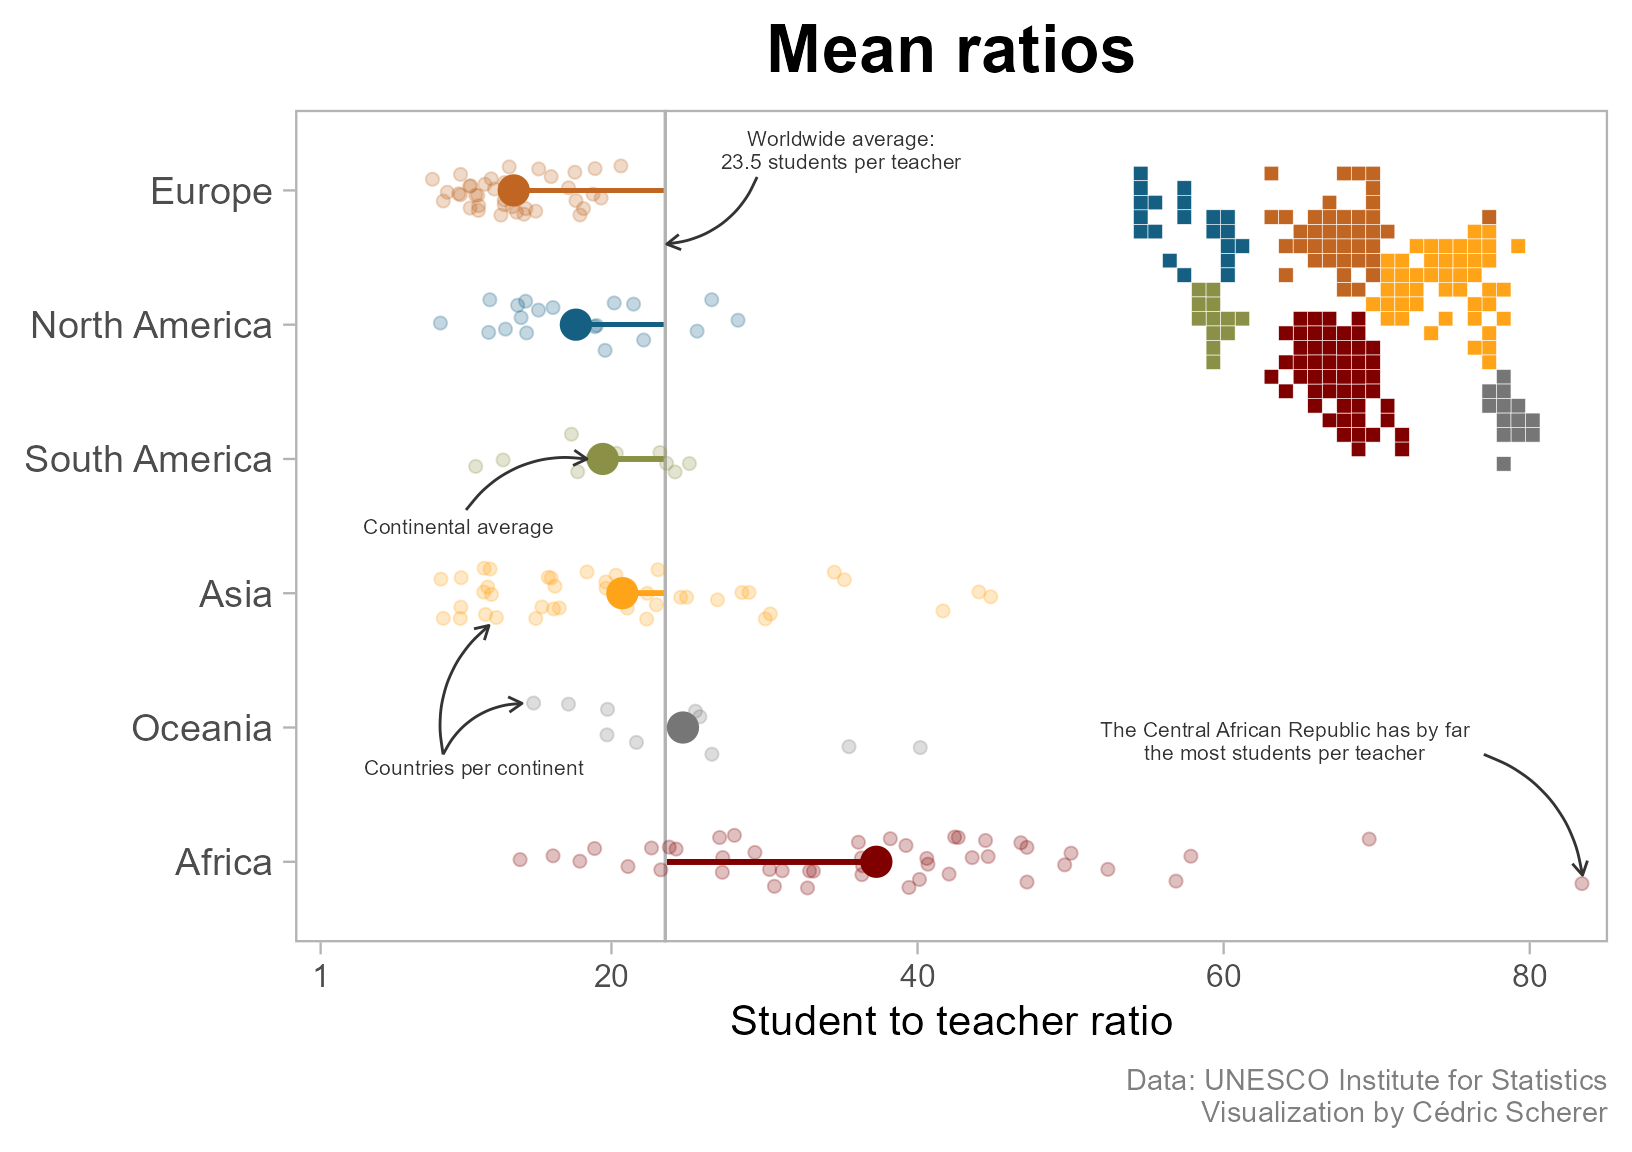 Mean ratios
Worldwide average:
23.5 students per teacher
Europe
North America
South America
Continental average
Asia
Oceania
Countries per continent
The Central African Republic has by far
the most students per teacher
Africa
1
20
40
60
80
Student to teacher ratio
Data: UNESCO Institute for Statistics
Visualization by Cédric Scherer